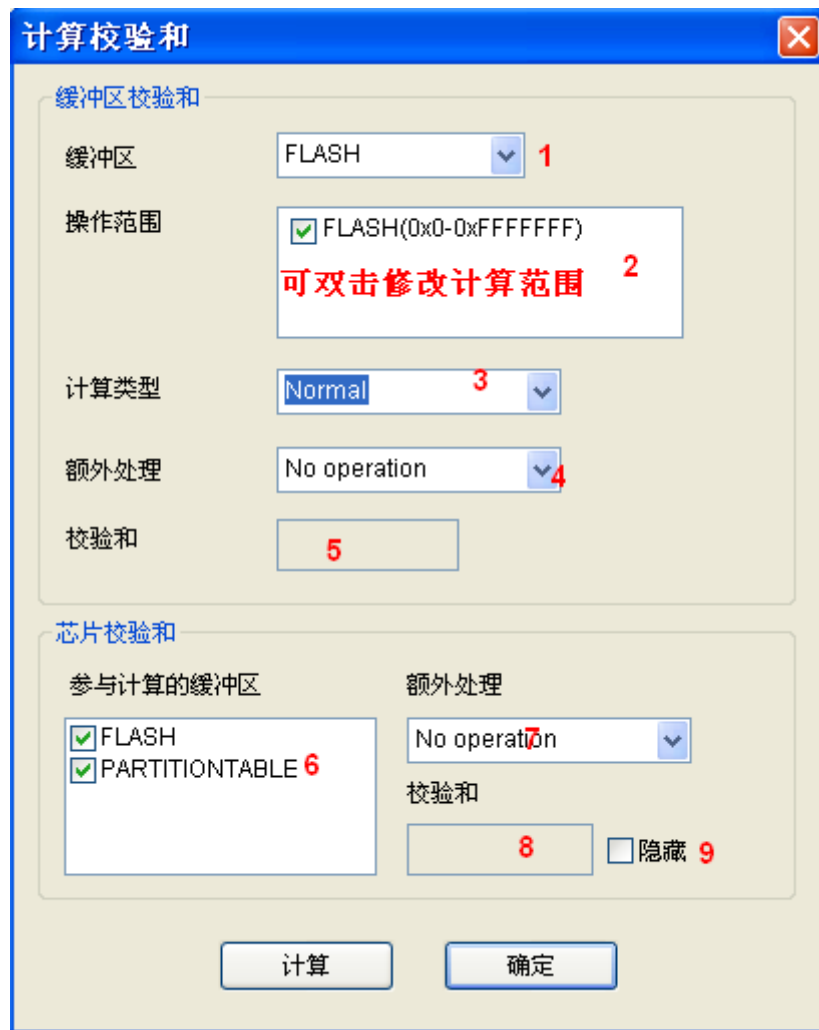 计算校验和
缓冲区校验和
缓冲区 FLASH 1
操作范围 FLASH(0x0-0xFFFFFFF)
可双击修改计算范围 2
计算类型 Normal 3
额外处理 No operation 4
校验和 5
芯片校验和
参与计算的缓冲区 额外处理
FLASH No operation 7
PARTITIONTABLE 6
校验和
8 隐藏 9
计算 确定